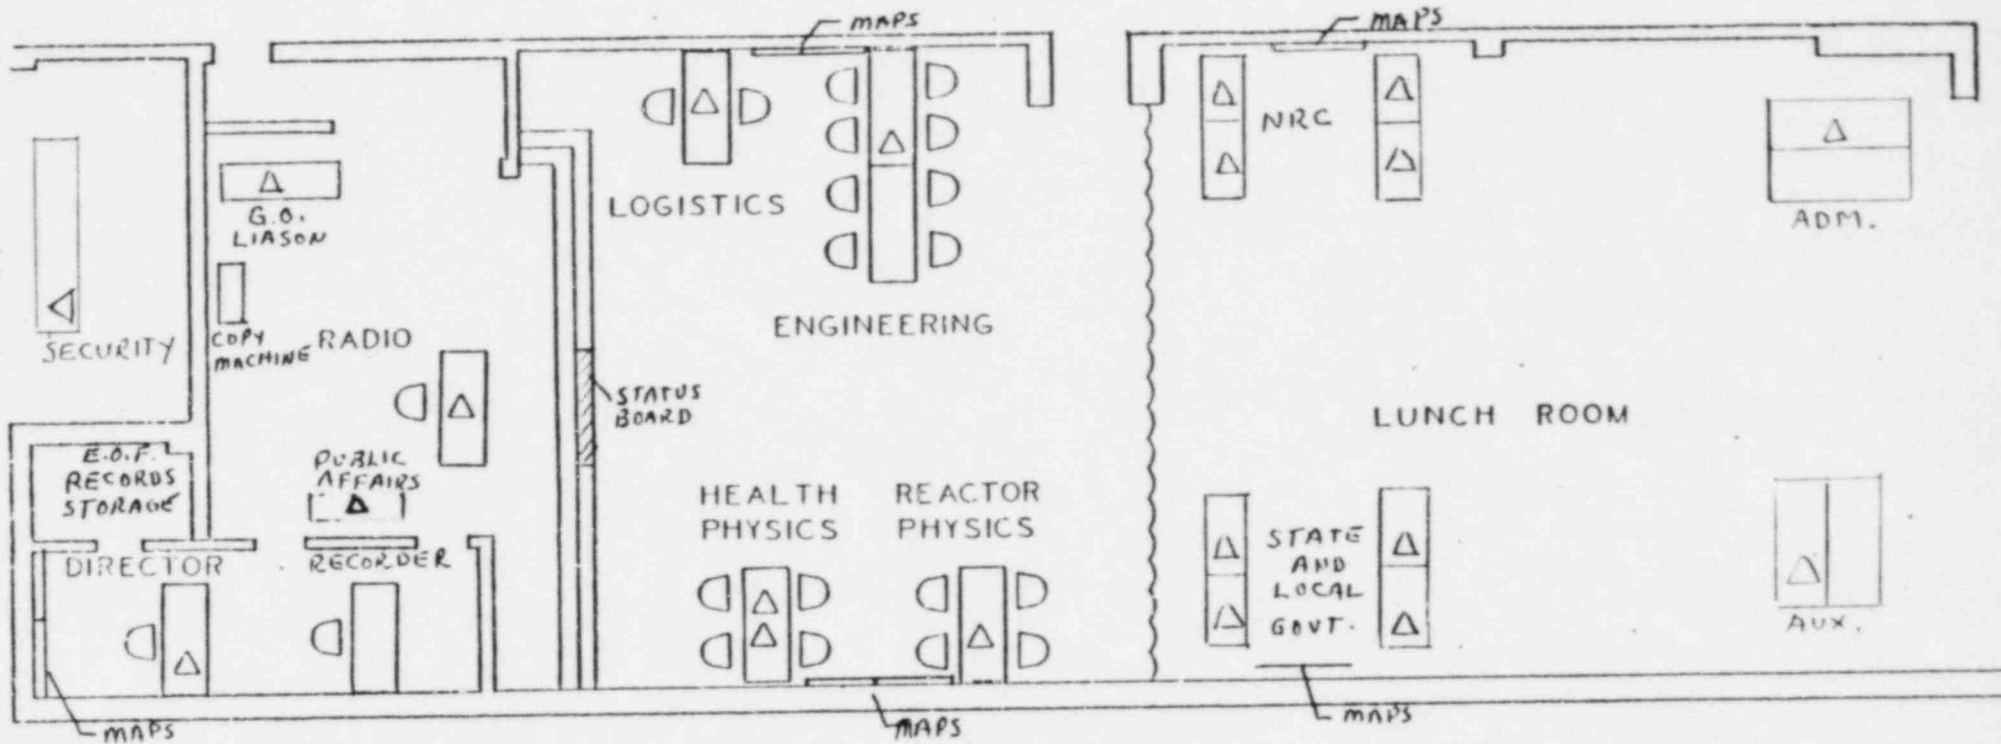 MAPS
MAPS
NRC
LOGISTICS
ADM.
G.O.
LIASON
ENGINEERING
SECURITY
COPY
MACHINE
RADIO
STATUS
BOARD
LUNCH ROOM
E.O.F.
RECORDS
STORAGE
PUBLIC
AFFAIRS
HEALTH
PHYSICS
REACTOR
PHYSICS
STATE
AND
LOCAL
GOVT.
DIRECTOR
RECORDER
AUX.
MAPS
MAPS
MAPS